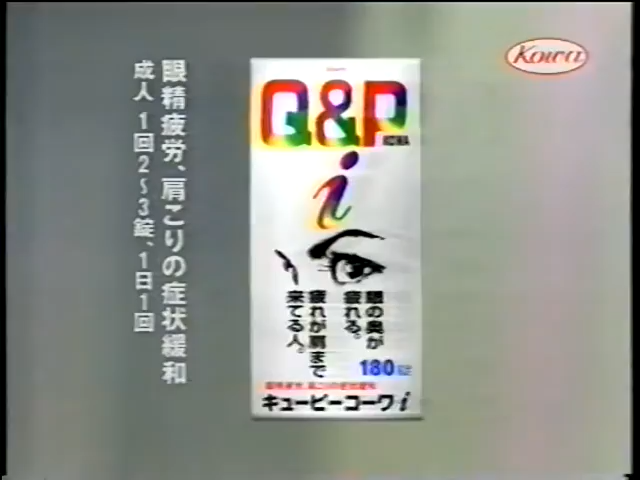 Kowa
眼精疲労、肩こりの症状緩和
成人 1回2~3錠、1日1回
Q&P
KOWA
i
眼の奥が
疲れる。
疲れが肩まで
来てる人。
180錠
眼精疲労、肩こりの症状緩和
キューピーコーワi